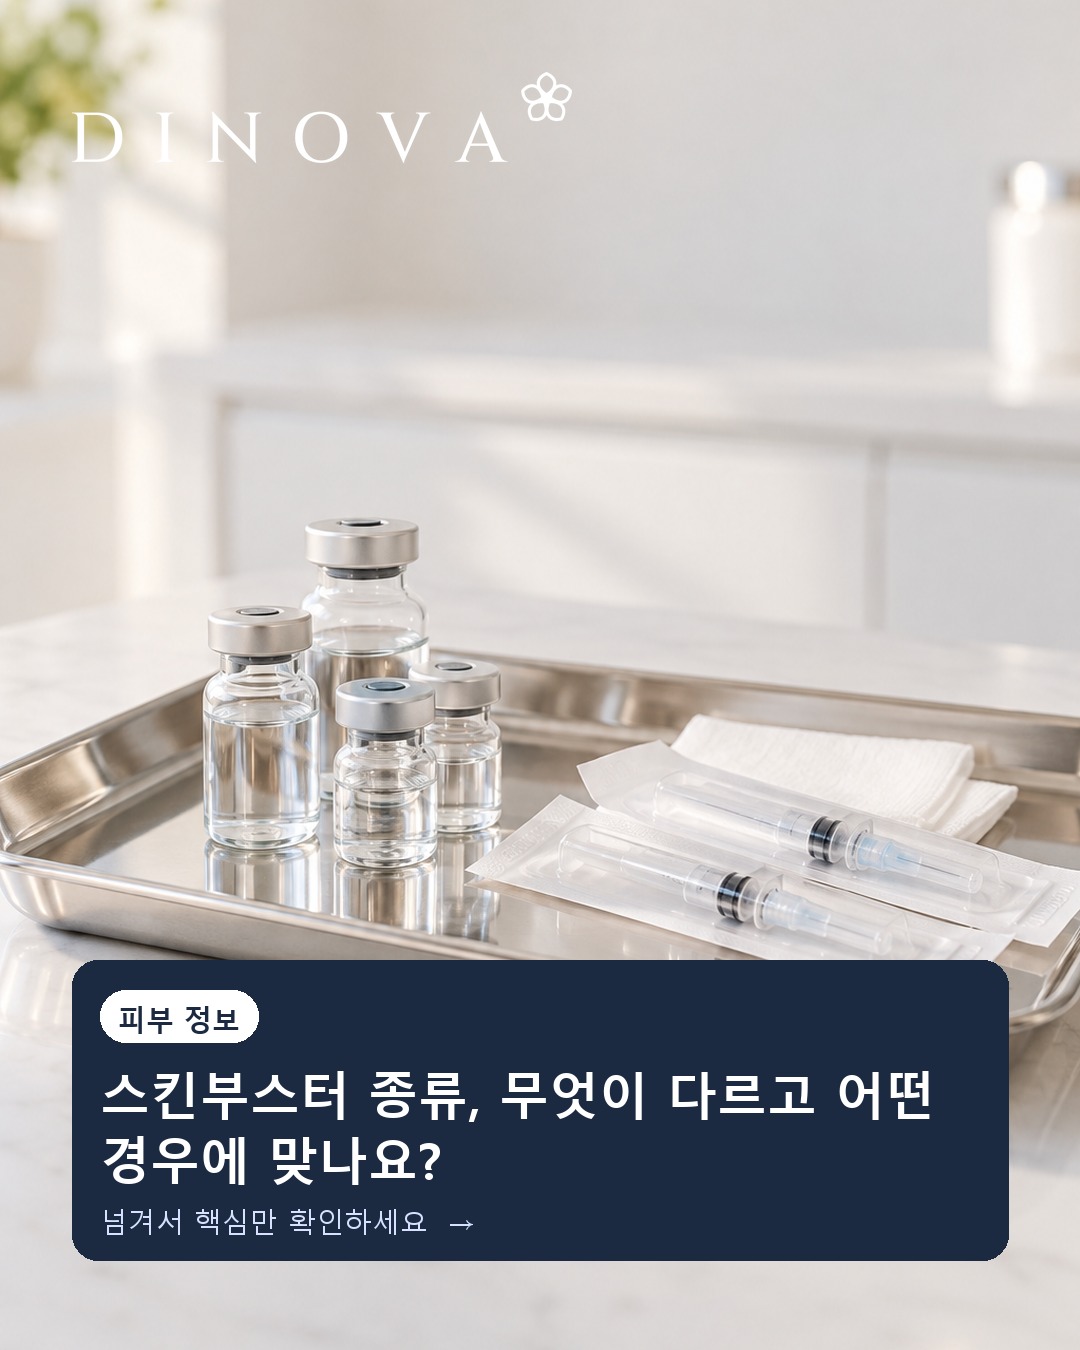 DINOVA
피부 정보
스킨부스터 종류, 무엇이 다르고 어떤
경우에 맞나요?
넘겨서 핵심만 확인하세요 →